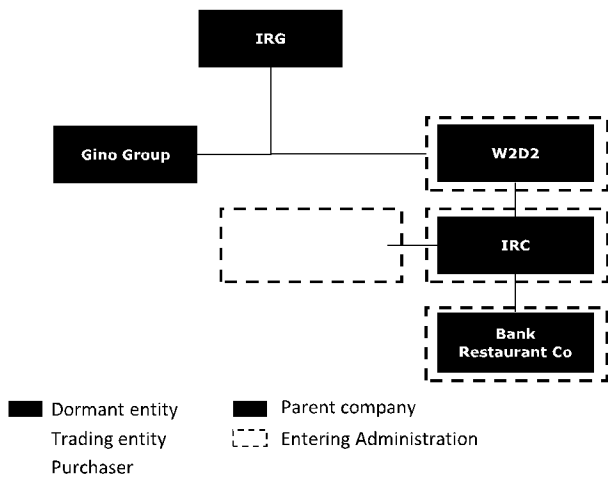 IRG
Gino Group
W2D2
IRC
Bank
Restaurant Co
Dormant entity
Parent company
Trading entity
Entering Administration
Purchaser